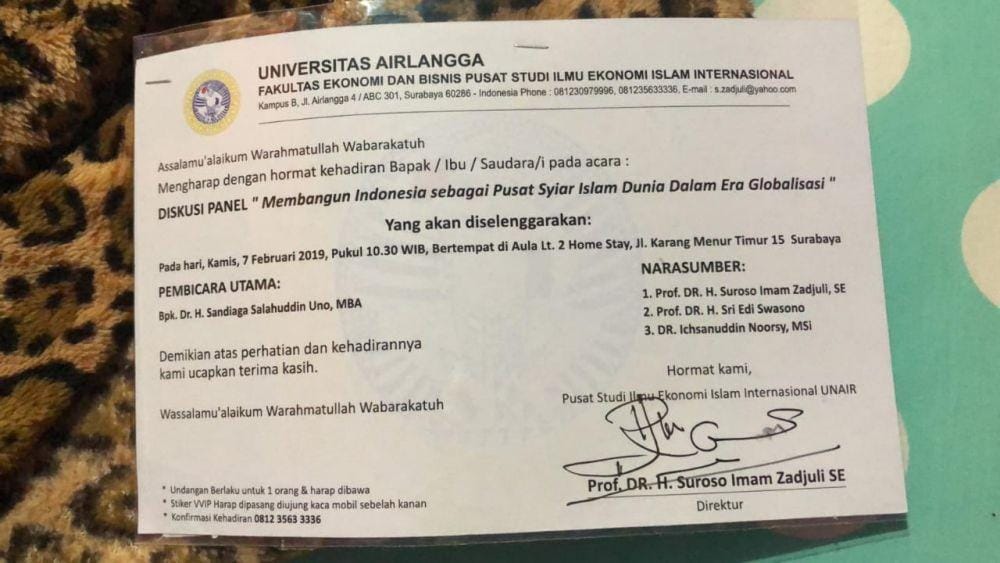 UNIVERSITAS AIRLANGGA
FAKULTAS EKONOMI DAN BISNIS PUSAT STUDI ILMU EKONOMI ISLAM INTERNASIONAL
Kampus B, Jl. Airlangga 4 / ABC 301, Surabaya 60286 - Indonesia Phone : 081230979996, 081235633336, E-mail : s.zadjuli@yahoo.com
Assalamu'alaikum Warahmatullah Wabarakatuh
Mengharap dengan hormat kehadiran Bapak / Ibu / Saudara/i pada acara :
DISKUSI PANEL " Membangun Indonesia sebagai Pusat Syiar Islam Dunia Dalam Era Globalisasi "
Yang akan diselenggarakan:
Pada hari, Kamis, 7 Februari 2019, Pukul 10.30 WIB, Bertempat di Aula Lt. 2 Home Stay, Jl. Karang Menur Timur 15 Surabaya
PEMBICARA UTAMA:
Bpk. Dr. H. Sandiaga Salahuddin Uno, MBA
NARASUMBER:
1. Prof. DR. H. Suroso Imam Zadjuli, SE
2. Prof. DR. H. Sri Edi Swasono
3. DR. Ichsanuddin Noorsy, MSi
Demikian atas perhatian dan kehadirannya
kami ucapkan terima kasih.
Wassalamu'alaikum Warahmatullah Wabarakatuh
Hormat kami,
Pusat Studi Ilmu Ekonomi Islam Internasional UNAIR
Prof. DR. H. Suroso Imam Zadjuli SE
Direktur
* Undangan Berlaku untuk 1 orang & harap dibawa
* Stiker VVIP Harap dipasang diujung kaca mobil sebelah kanan
* Konfirmasi Kehadiran 0812 3563 3336